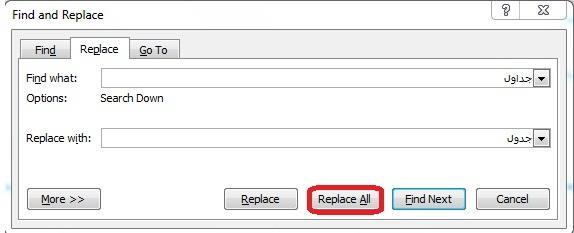 Find and Replace
Find Replace Go To
Find what: جداول
Options: Search Down
Replace with: جدول
More >> Replace Replace All Find Next Cancel